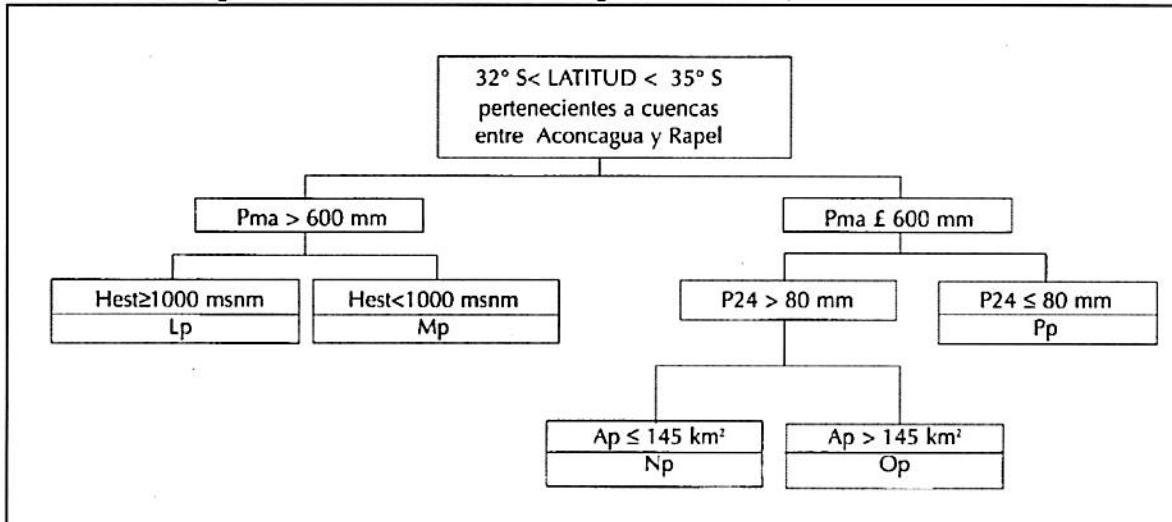 32° S< LATITUD < 35° S
pertenecientes a cuencas
entre Aconcagua y Rapel
Pma > 600 mm
Pma £ 600 mm
Hest≥1000 msnm
Lp
Hest<1000 msnm
Mp
P24 > 80 mm
P24 ≤ 80 mm
Pp
Ap ≤ 145 km²
Np
Ap > 145 km²
Op